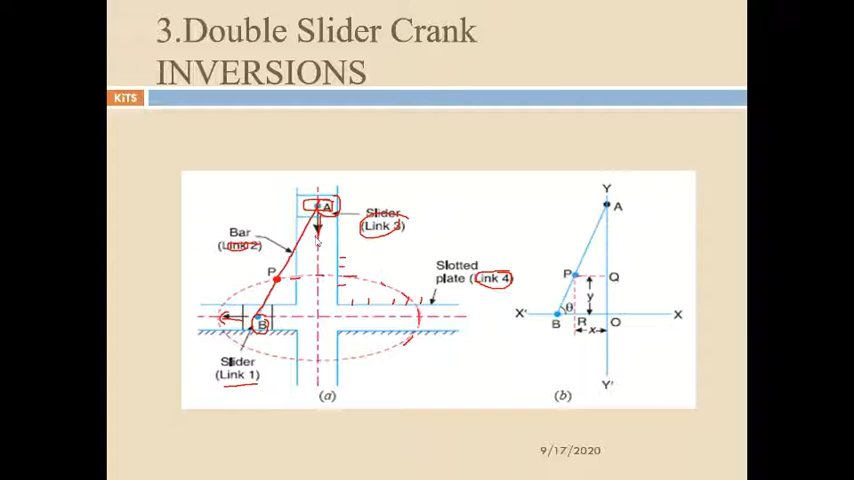 3.Double Slider Crank
INVERSIONS
KITS
A
Slider
(Link 3)
Bar
(Link 2)
P
Slotted
plate (Link 4)
B
Slider
(Link 1)
(a)
Y
A
P
Q
y
θ
X'
X
B
R
O
x
Y'
(b)
9/17/2020